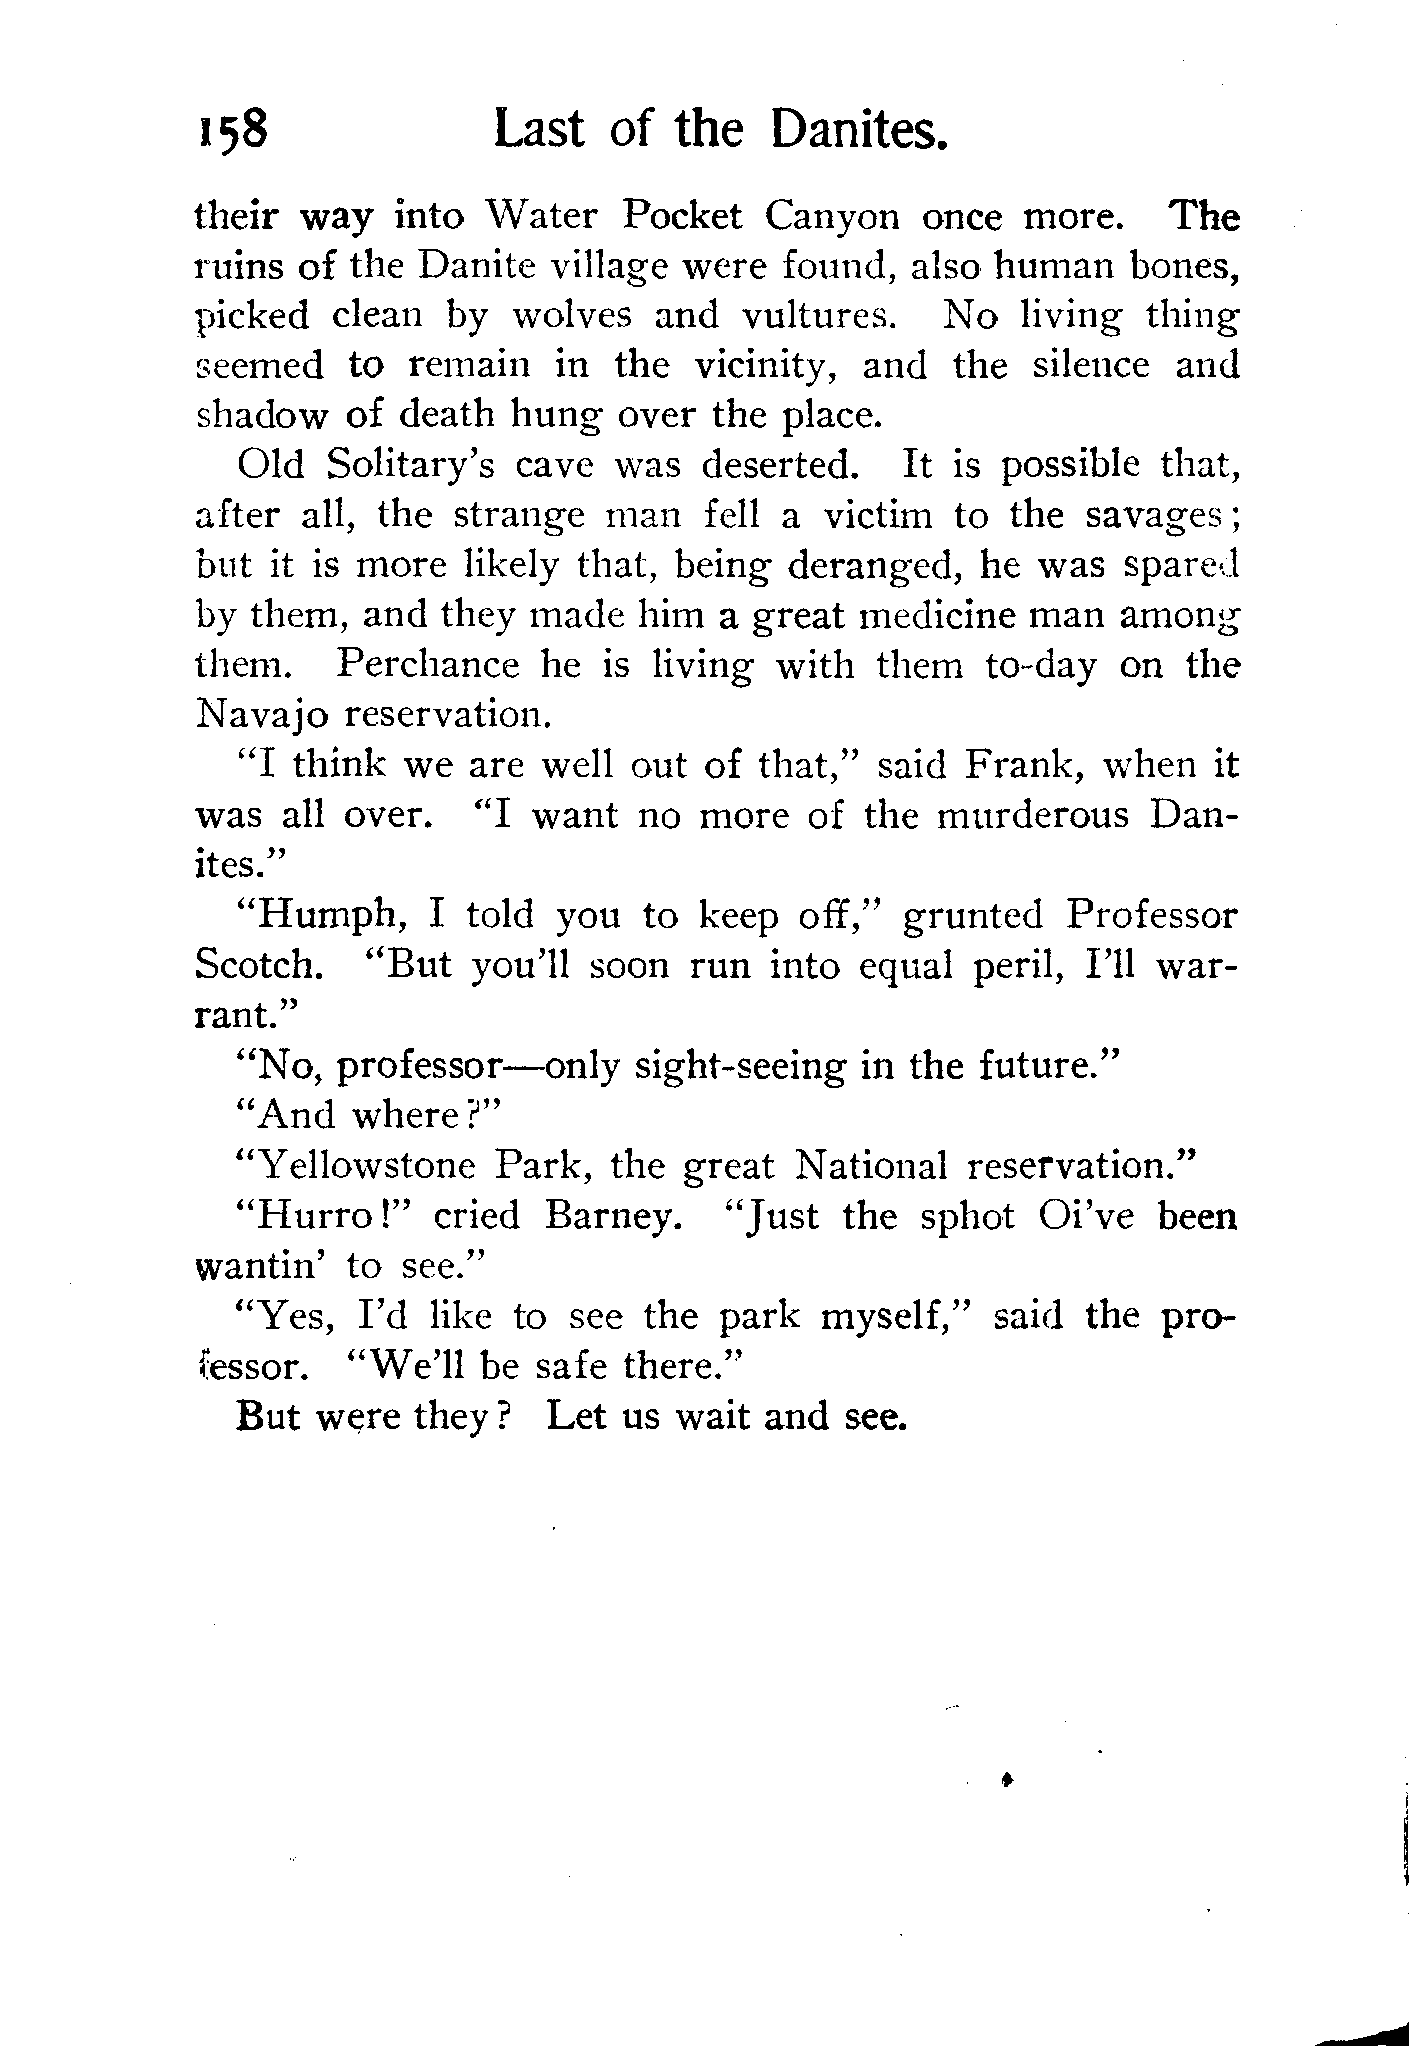 158 Last of the Danites.
their way into Water Pocket Canyon once more. The
ruins of the Danite village were found, also human bones,
picked clean by wolves and vultures. No living thing
seemed to remain in the vicinity, and the silence and
shadow of death hung over the place.
Old Solitary's cave was deserted. It is possible that,
after all, the strange man fell a victim to the savages;
but it is more likely that, being deranged, he was spared
by them, and they made him a great medicine man among
them. Perchance he is living with them to-day on the
Navajo reservation.
"I think we are well out of that," said Frank, when it
was all over. "I want no more of the murderous Dan-
ites."
"Humph, I told you to keep off," grunted Professor
Scotch. "But you'll soon run into equal peril, I'll war-
rant."
"No, professor—only sight-seeing in the future."
"And where?"
"Yellowstone Park, the great National reservation."
"Hurro!" cried Barney. "Just the sphot Oi've been
wantin' to see."
"Yes, I'd like to see the park myself," said the pro-
fessor. "We'll be safe there."
But were they? Let us wait and see.